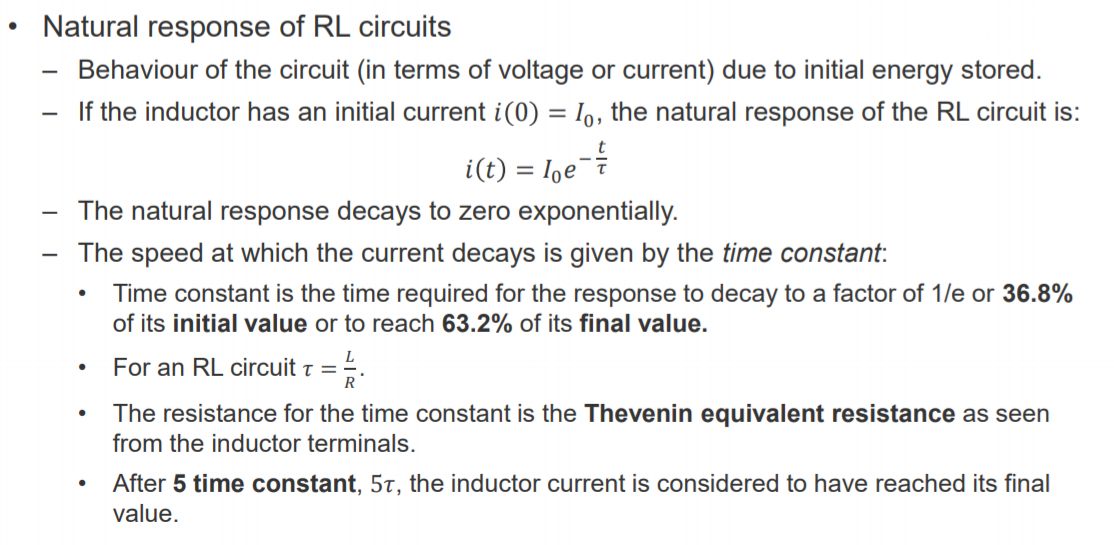 • Natural response of RL circuits
– Behaviour of the circuit (in terms of voltage or current) due to initial energy stored.
– If the inductor has an initial current $i(0) = I_0$, the natural response of the RL circuit is:
$i(t) = I_0 e^{-\frac{t}{\tau}}$
– The natural response decays to zero exponentially.
– The speed at which the current decays is given by the time constant:
• Time constant is the time required for the response to decay to a factor of 1/e or 36.8%
of its initial value or to reach 63.2% of its final value.
• For an RL circuit $\tau = \frac{L}{R}$.
• The resistance for the time constant is the Thevenin equivalent resistance as seen
from the inductor terminals.
• After 5 time constant, $5\tau$, the inductor current is considered to have reached its final
value.